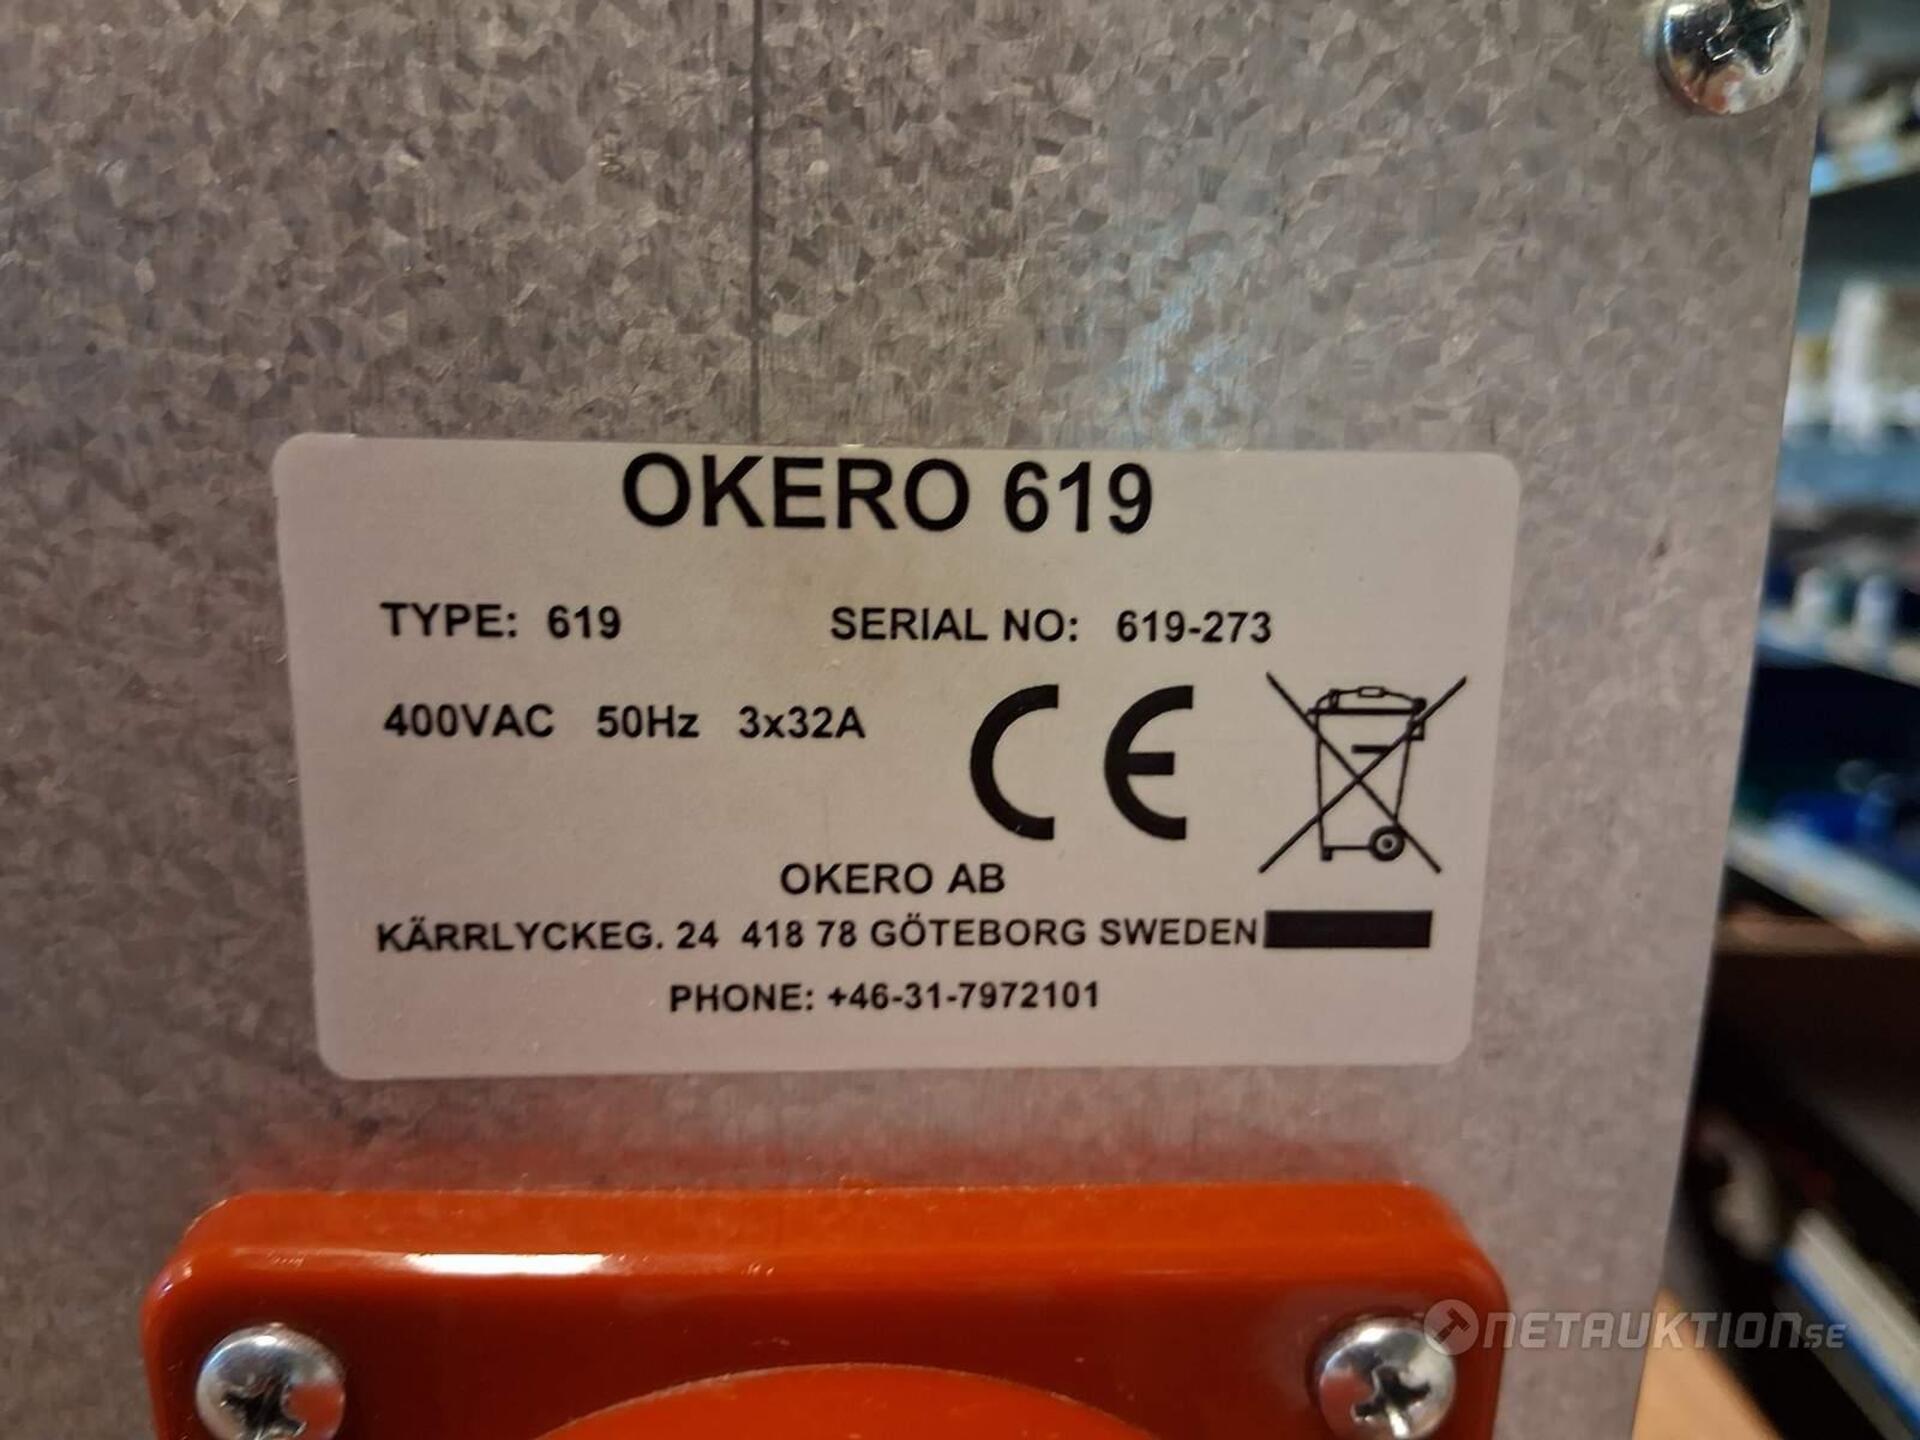 OKERO 619
TYPE: 619 SERIAL NO: 619-273
400VAC 50Hz 3x32A
CE
OKERO AB
KÄRRLYCKEG. 24 418 78 GÖTEBORG SWEDEN
PHONE: +46-31-7972101
NETAUKTION.SE